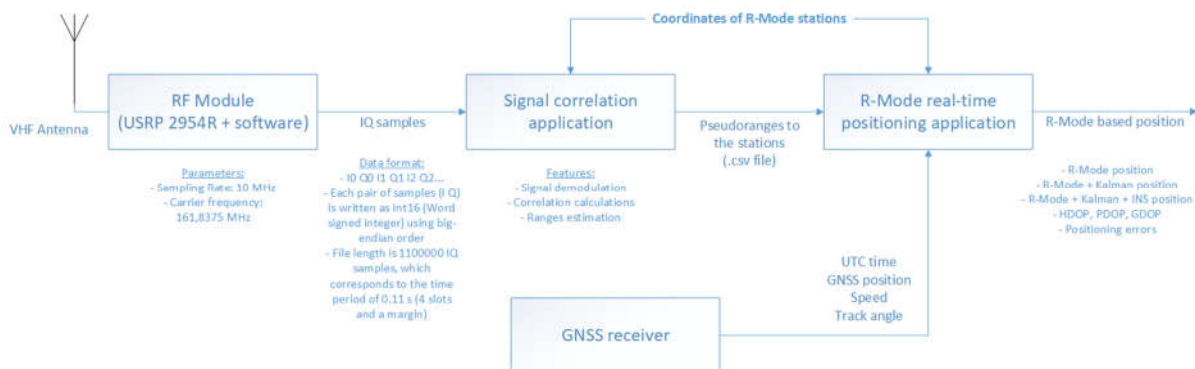 Coordinates of R-Mode stations
VHF Antenna
RF Module
(USRP 2954R + software)
Parameters:
- Sampling Rate: 10 MHz
- Carrier frequency:
161,8375 MHz
IQ samples
Data format:
- I0 Q0 I1 Q1 I2 Q2...
- Each pair of samples (I Q)
is written as Int16 (Word
signed integer) using big-
endian order
- File length is 1100000 IQ
samples, which
corresponds to the time
period of 0.11 s (4 slots
and a margin)
Signal correlation
application
Features:
- Signal demodulation
- Correlation calculations
- Ranges estimation
Pseudoranges to
the stations
(.csv file)
R-Mode real-time
positioning application
R-Mode based position
- R-Mode position
- R-Mode + Kalman position
- R-Mode + Kalman + INS position
- HDOP, PDOP, GDOP
- Positioning errors
UTC time
GNSS position
Speed
Track angle
GNSS receiver